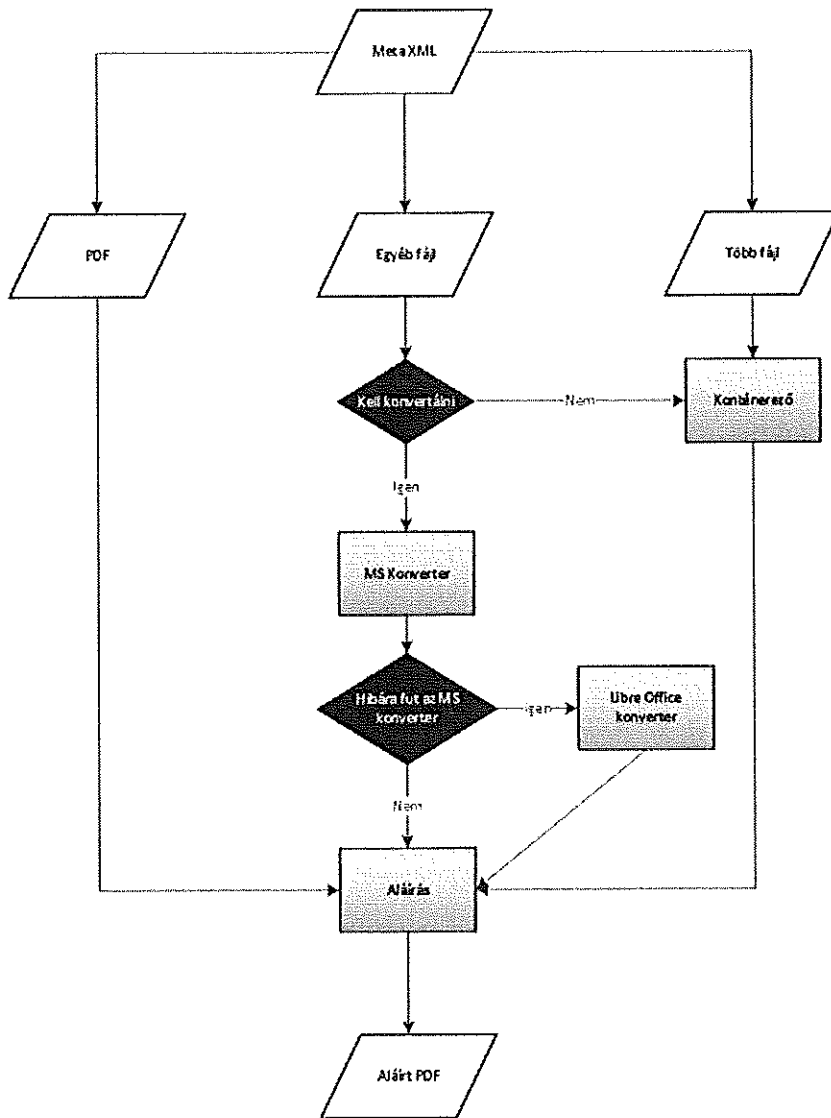 Meta XML
PDF
Egyéb fájl
Több fájl
Kell konvertálni
Nem
Konténerező
Igen
MS Konverter
Hibára fut az MS
konverter
Igen
Libre Office
konverter
Nem
Aláírás
Aláírt PDF